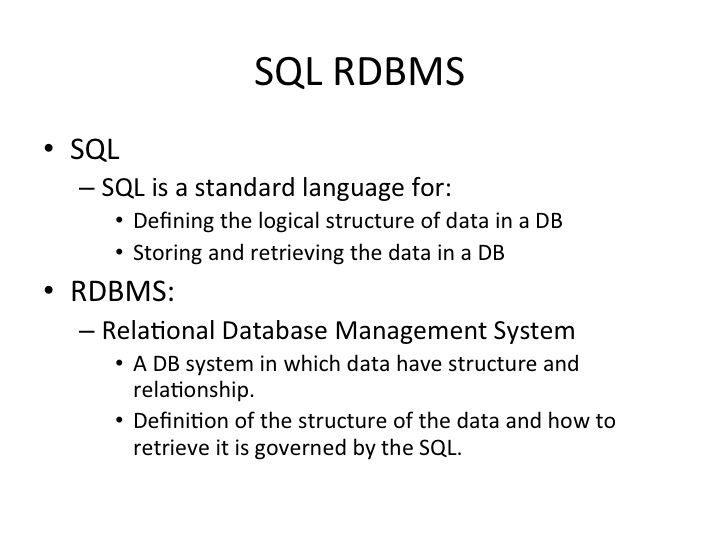 SQL RDBMS
• SQL
– SQL is a standard language for:
• Defining the logical structure of data in a DB
• Storing and retrieving the data in a DB
• RDBMS:
– Relational Database Management System
• A DB system in which data have structure and
relationship.
• Definition of the structure of the data and how to
retrieve it is governed by the SQL.